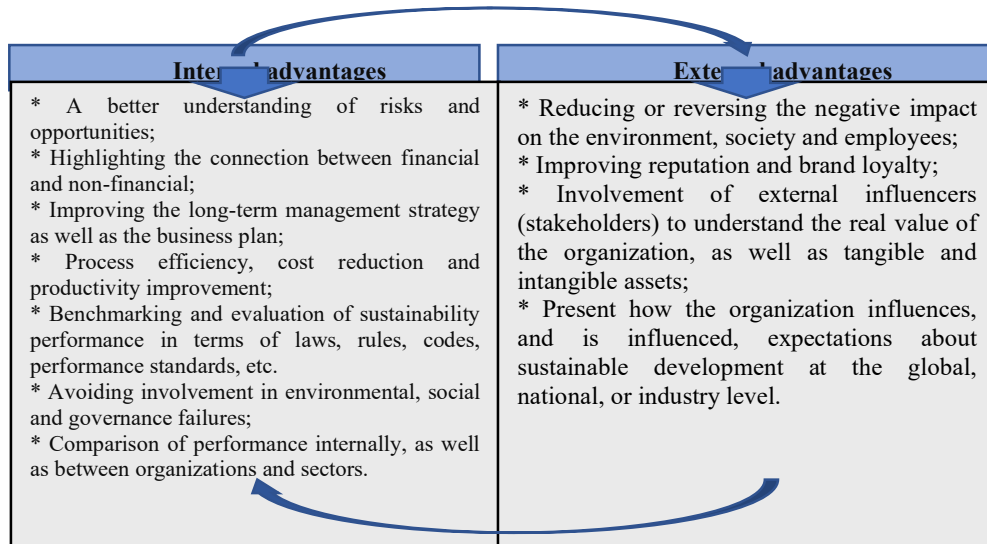 Internal advantages
* A better understanding of risks and
opportunities;
* Highlighting the connection between financial
and non-financial;
* Improving the long-term management strategy
as well as the business plan;
* Process efficiency, cost reduction and
productivity improvement;
* Benchmarking and evaluation of sustainability
performance in terms of laws, rules, codes,
performance standards, etc.
* Avoiding involvement in environmental, social
and governance failures;
* Comparison of performance internally, as well
as between organizations and sectors.
External advantages
* Reducing or reversing the negative impact
on the environment, society and employees;
* Improving reputation and brand loyalty;
* Involvement of external influencers
(stakeholders) to understand the real value of
the organization, as well as tangible and
intangible assets;
* Present how the organization influences,
and is influenced, expectations about
sustainable development at the global,
national, or industry level.